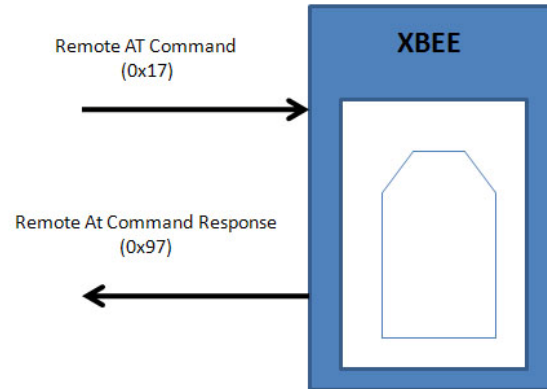 Remote AT Command
(0x17)
XBEE
Remote At Command Response
(0x97)